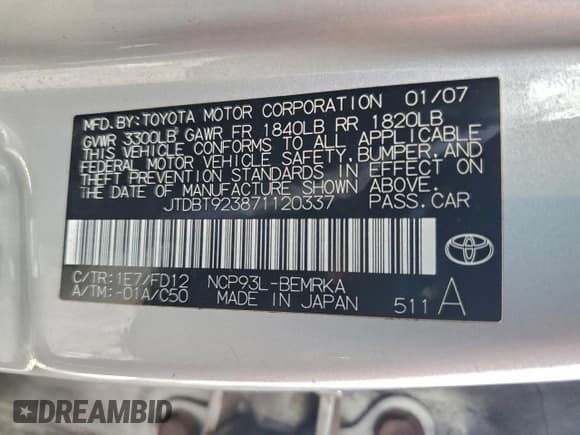 MFD. BY: TOYOTA MOTOR CORPORATION 01/07
GVWR 3300LB GAWR FR 1840LB RR 1820LB
THIS VEHICLE CONFORMS TO ALL APPLICABLE
FEDERAL MOTOR VEHICLE SAFETY, BUMPER, AND
THEFT PREVENTION STANDARDS IN EFFECT ON
THE DATE OF MANUFACTURE SHOWN ABOVE.
JTDBT923871120337 PASS. CAR
C/TR: 1E7/FD12 NCP93L-BEMRKA
A/TM: -01A/C50 MADE IN JAPAN 511 A
DREAMBID